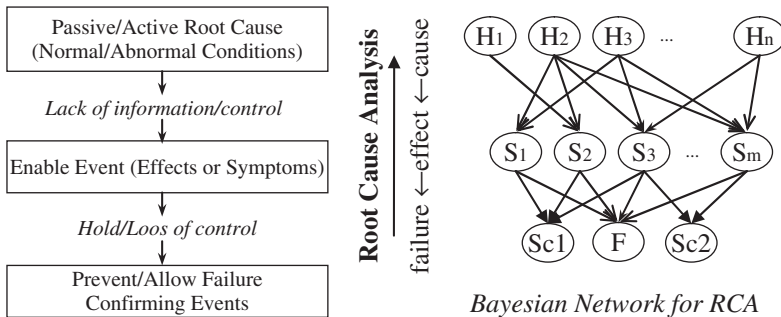 Passive/Active Root Cause
(Normal/Abnormal Conditions)
Lack of information/control
Enable Event (Effects or Symptoms)
Hold/Loos of control
Prevent/Allow Failure
Confirming Events
Root Cause Analysis
failure ←effect ←cause
H1 H2 H3 ... Hn
S1 S2 S3 ... Sm
Sc1 F Sc2
Bayesian Network for RCA